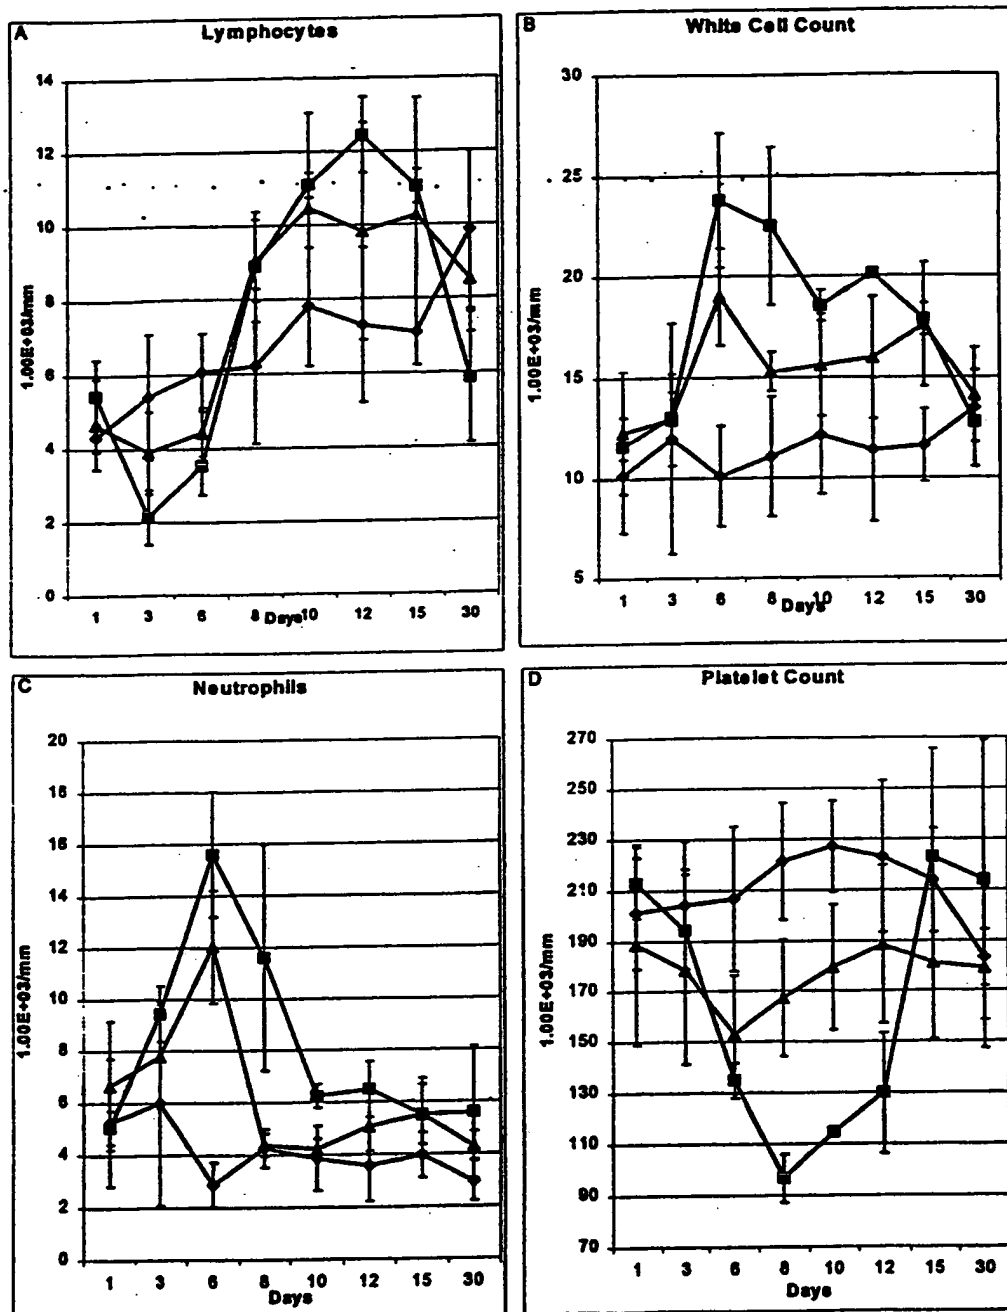 A
Lymphocytes
14
12
10
8
6
4
2
0
1.00E+03/mm
1 3 6 8 10 12 15 30
Days
B
White Cell Count
30
25
20
15
10
5
1.00E+03/mm
1 3 6 8 10 12 15 30
Days
C
Neutrophils
20
18
16
14
12
10
8
6
4
2
0
1.00E+03/mm
1 3 6 8 10 12 15 30
Days
D
Platelet Count
270
250
230
210
190
170
150
130
110
90
70
1.00E+03/mm
1 3 6 8 10 12 15 30
Days